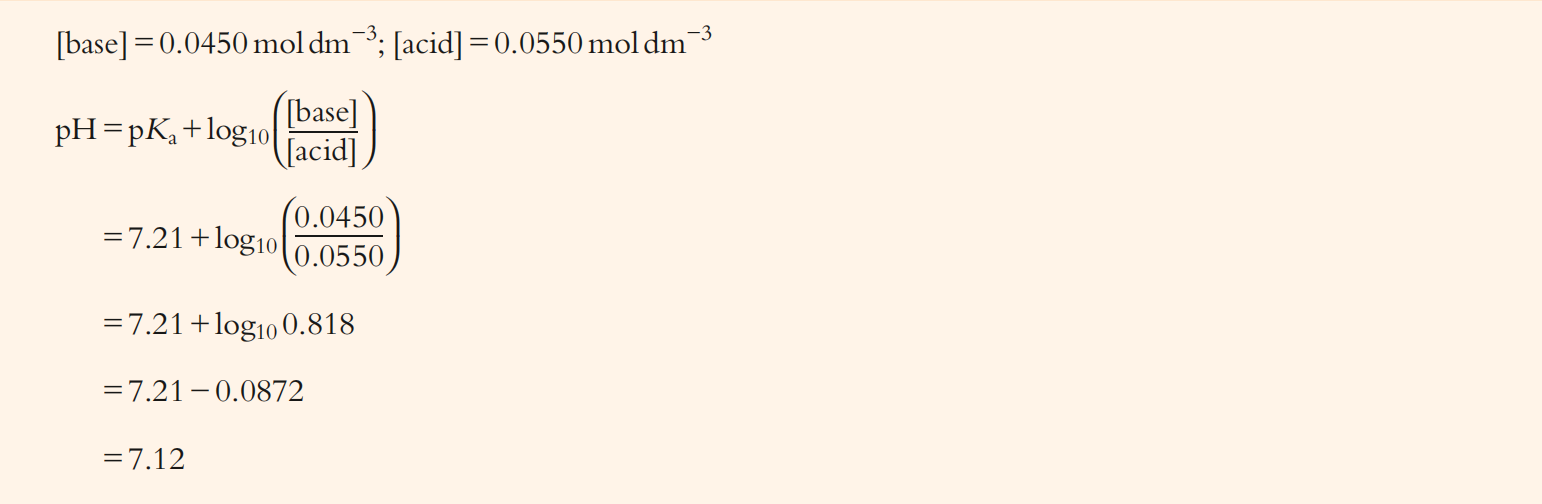 [base] = 0.0450 mol dm⁻³; [acid] = 0.0550 mol dm⁻³
pH = pKₐ + log₁₀([base]/[acid])
= 7.21 + log₁₀(0.0450/0.0550)
= 7.21 + log₁₀ 0.818
= 7.21 − 0.0872
= 7.12